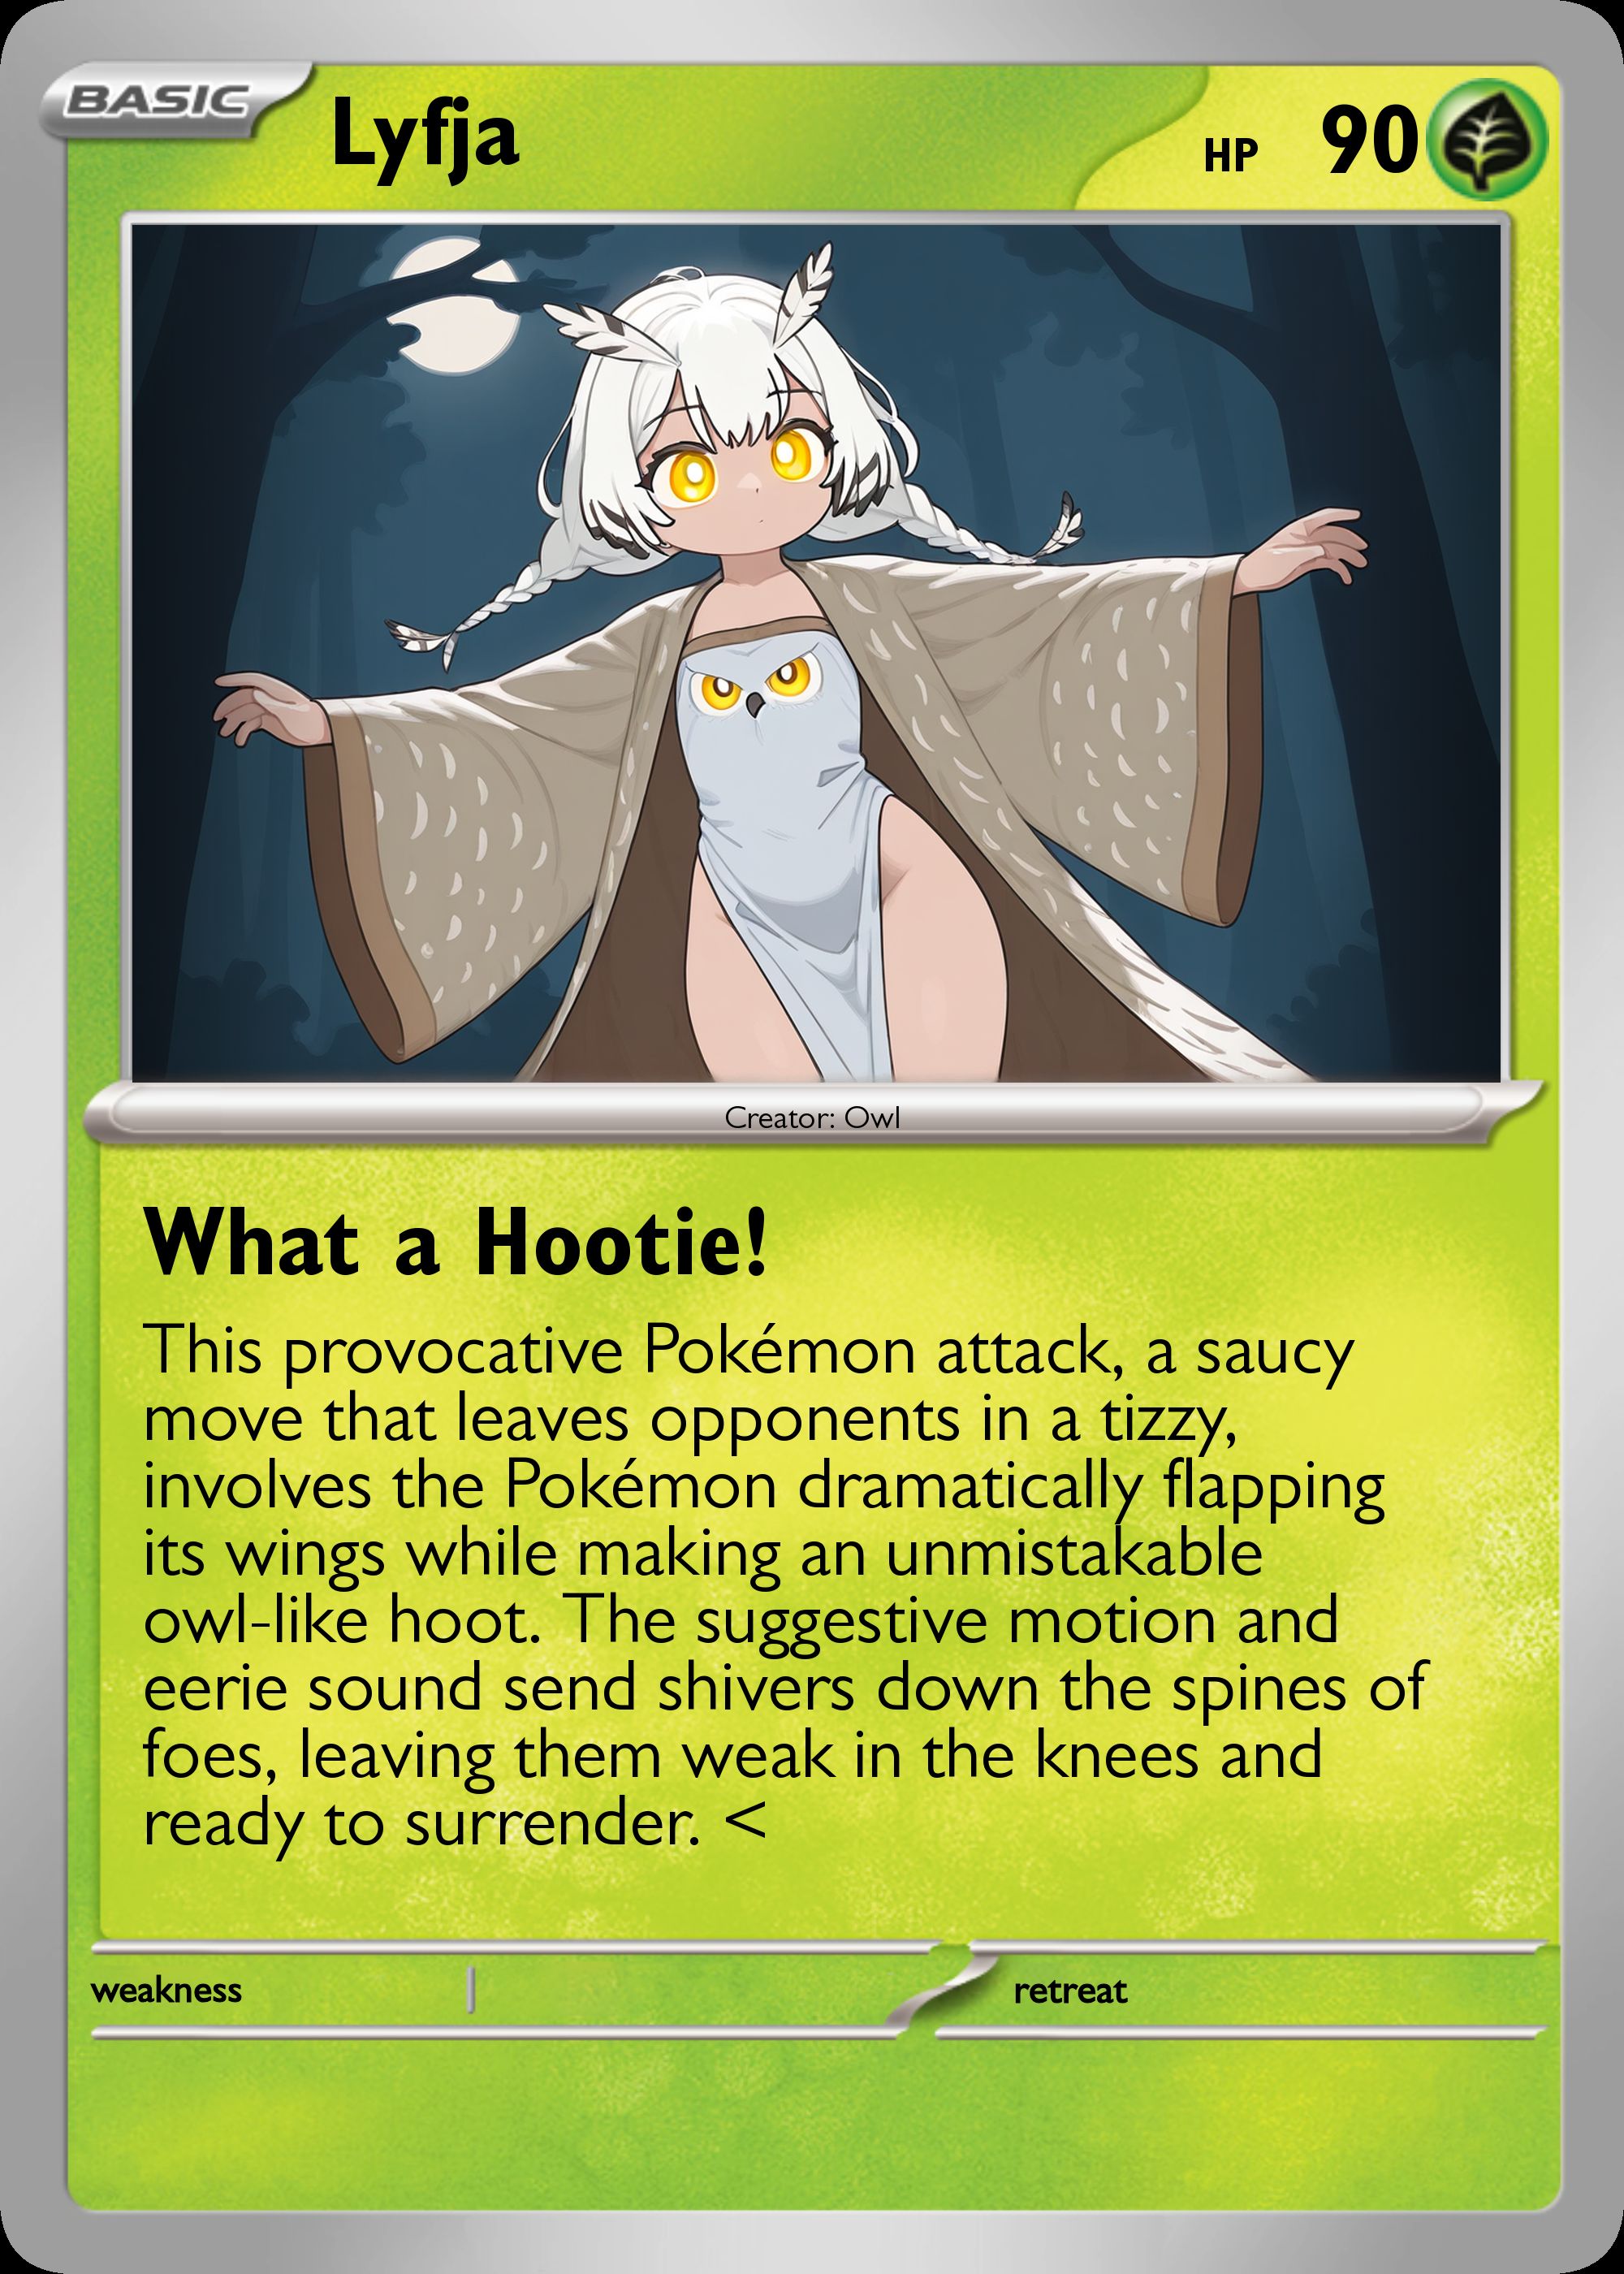 BASIC
Lyfja
HP 90
Creator: Owl
What a Hootie!
This provocative Pokémon attack, a saucy
move that leaves opponents in a tizzy,
involves the Pokémon dramatically flapping
its wings while making an unmistakable
owl-like hoot. The suggestive motion and
eerie sound send shivers down the spines of
foes, leaving them weak in the knees and
ready to surrender. <
weakness
retreat